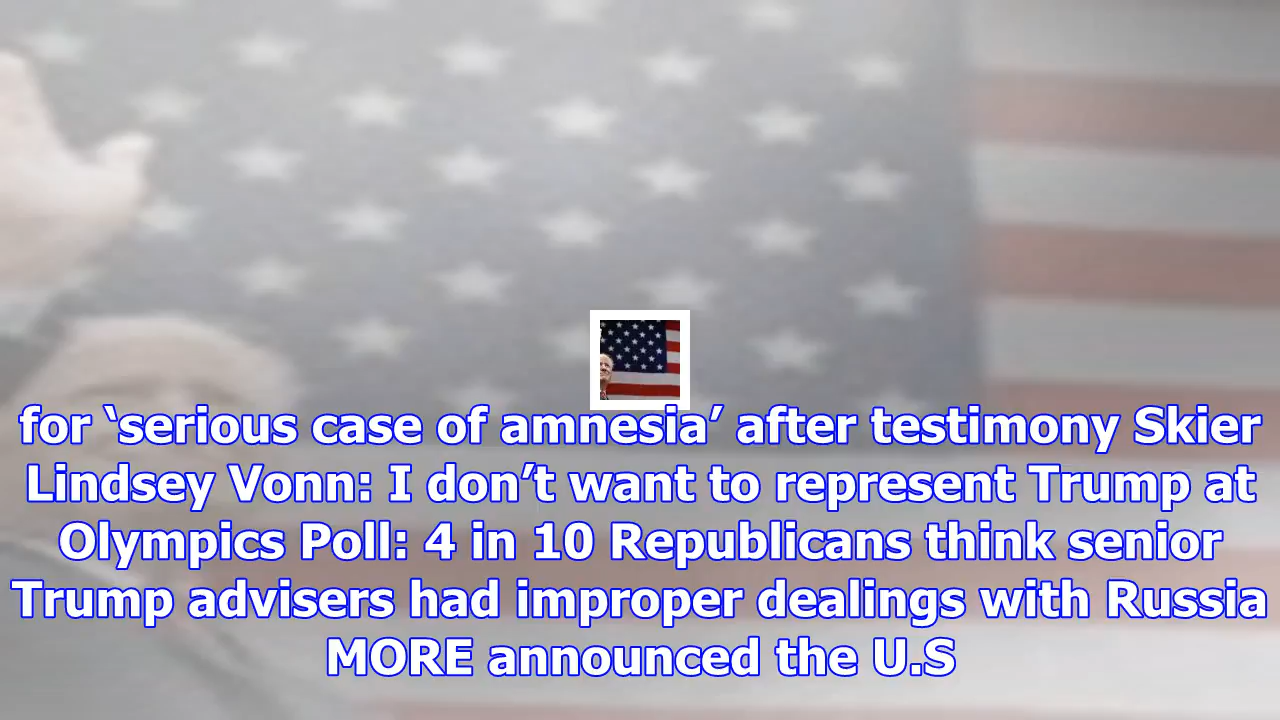 for ‘serious case of amnesia’ after testimony Skier
Lindsey Vonn: I don’t want to represent Trump at
Olympics Poll: 4 in 10 Republicans think senior
Trump advisers had improper dealings with Russia
MORE announced the U.S